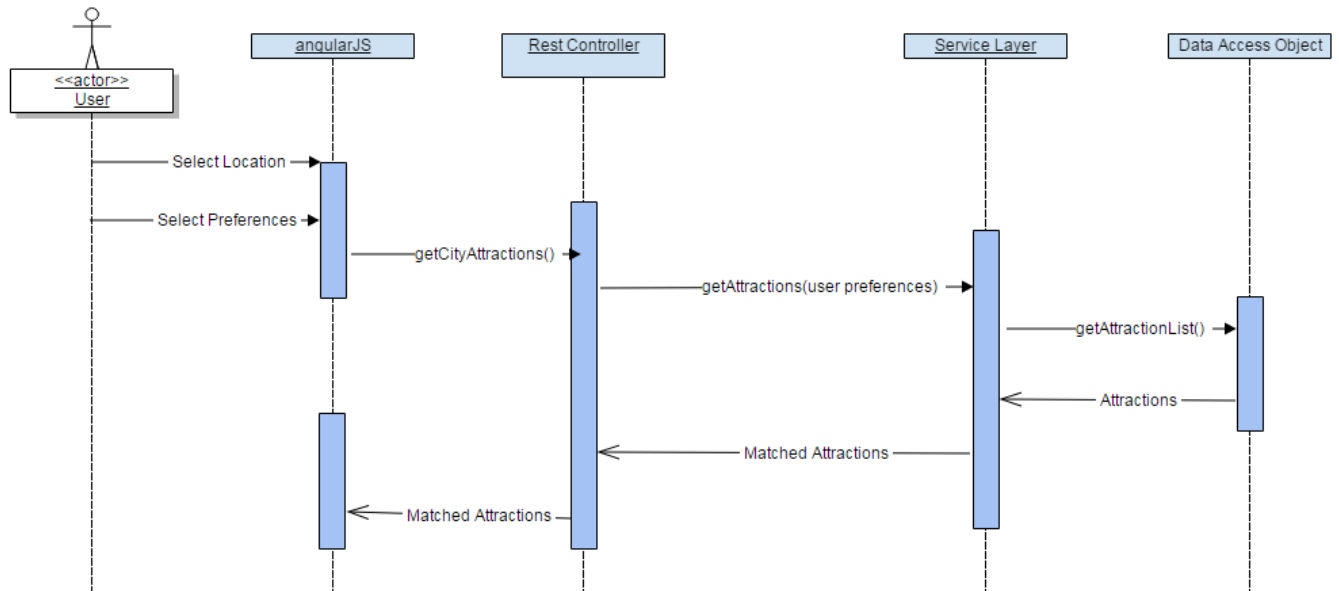 <<actor>>
User
angularJS
Rest Controller
Service Layer
Data Access Object
Select Location
Select Preferences
getCityAttractions()
getAttractions(user preferences)
getAttractionList()
Attractions
Matched Attractions
Matched Attractions